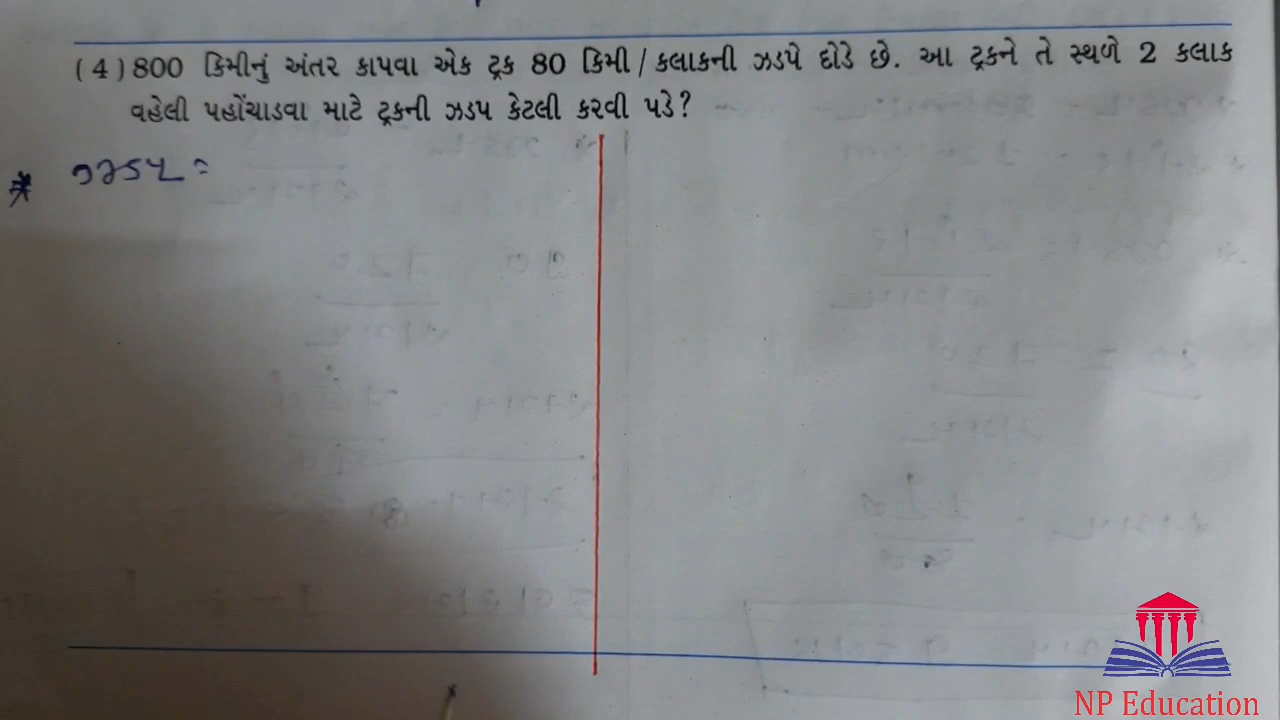 (4) 800 કિમીનું અંતર કાપવા એક ટ્રક 80 કિમી / કલાકની ઝડપે દોડે છે. આ ટ્રકને તે સ્થળે 2 કલાક
વહેલી પહોંચાડવા માટે ટ્રકની ઝડપ કેટલી કરવી પડે?
* ઝડપ =
NP Education